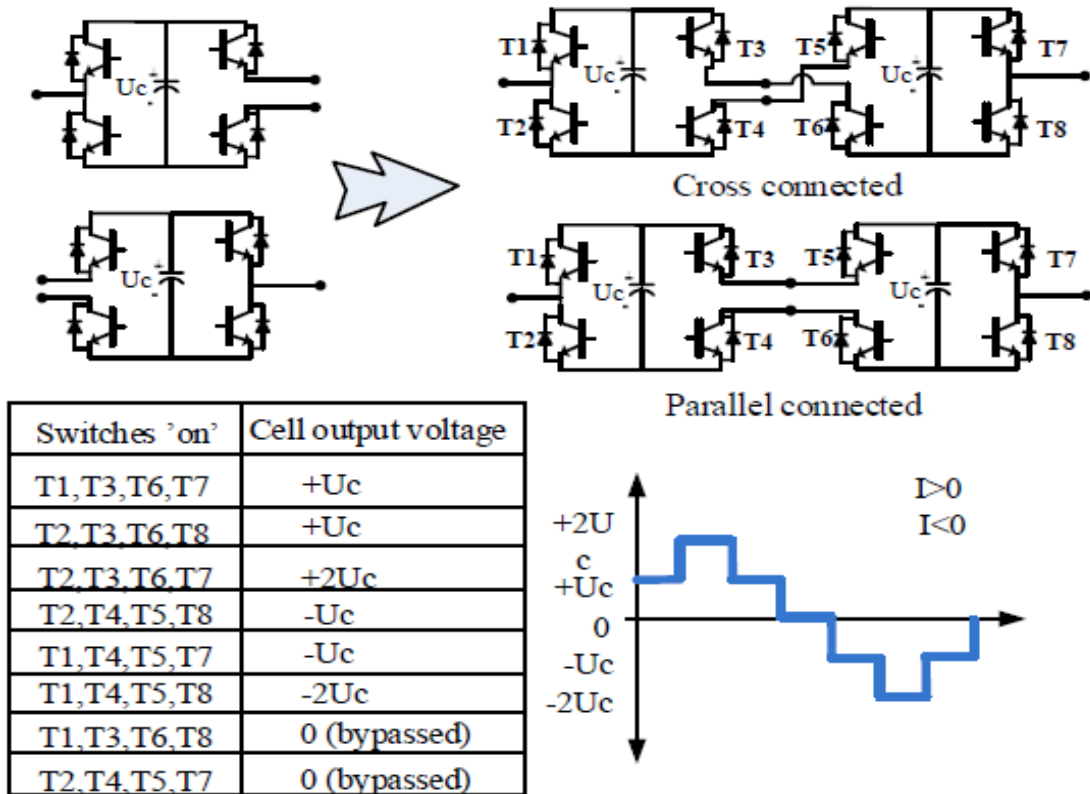 T1
T3
T5
T7
Uc
+
-
Uc
+
-
Uc
+
-
T2
T4
T6
T8
Cross connected
Uc
+
-
T1
T3
T5
T7
Uc
+
-
Uc
+
-
T2
T4
T6
T8
Parallel connected
Switches 'on' Cell output voltage
T1,T3,T6,T7 +Uc
T2,T3,T6,T8 +Uc
T2,T3,T6,T7 +2Uc
T2,T4,T5,T8 -Uc
T1,T4,T5,T7 -Uc
T1,T4,T5,T8 -2Uc
T1,T3,T6,T8 0 (bypassed)
T2,T4,T5,T7 0 (bypassed)
I>0
I<0
+2U
c
+Uc
0
-Uc
-2Uc